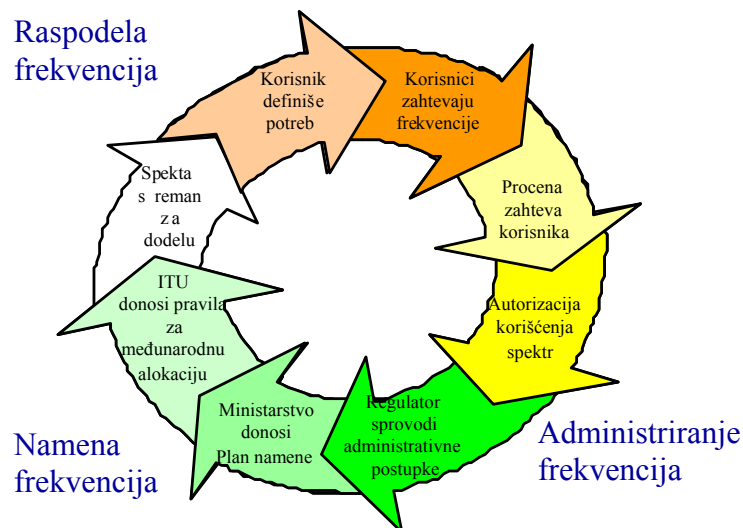 Raspodela
frekvencija
Korisnik
definiše
potreb
Korisnici
zahtevaju
frekvencije
Procena
zahteva
korisnika
Autorizacija
korišćenja
spektr
Administriranje
frekvencija
Regulator
sprovodi
administrativne
postupke
Ministarstvo
donosi
Plan namene
Namena
frekvencija
ITU
donosi pravila
za
međunarodnu
alokaciju
Spekta
s reman
za
dodelu